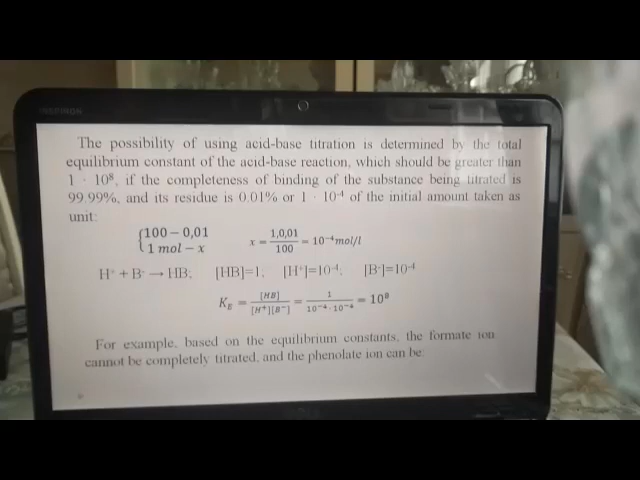 The possibility of using acid-base titration is determined by the total
equilibrium constant of the acid-base reaction, which should be greater than
1 · 10⁸, if the completeness of binding of the substance being titrated is
99.99%, and its residue is 0.01% or 1 · 10⁻⁴ of the initial amount taken as
unit:
{100 − 0,01
1 mol − x
x = 1.0,01/100 = 10⁻⁴mol/l
H⁺ + B⁻ → HB; [HB]=1; [H⁺]=10⁻⁴; [B⁻]=10⁻⁴
= [HB]/[H⁺][B⁻] = 1/10⁻⁴·10⁻⁴ = 10⁸
For example, based on the equilibrium constants, the formate ion
cannot be completely titrated, and the phenolate ion can be: